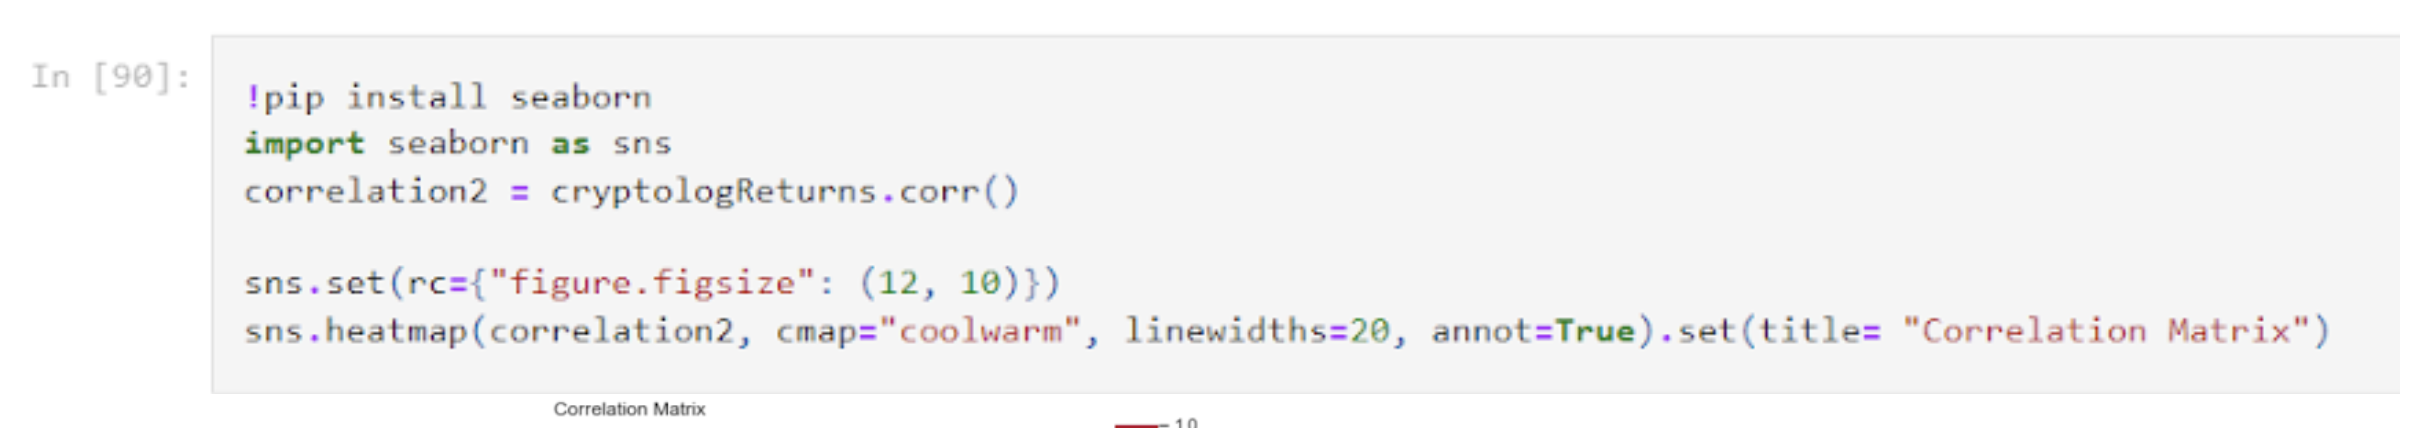 In [90]:
!pip install seaborn
import seaborn as sns
correlation2 = cryptologReturns.corr()
sns.set(rc={"figure.figsize": (12, 10)})
sns.heatmap(correlation2, cmap="coolwarm", linewidths=20, annot=True).set(title= "Correlation Matrix")
Correlation Matrix
1.0